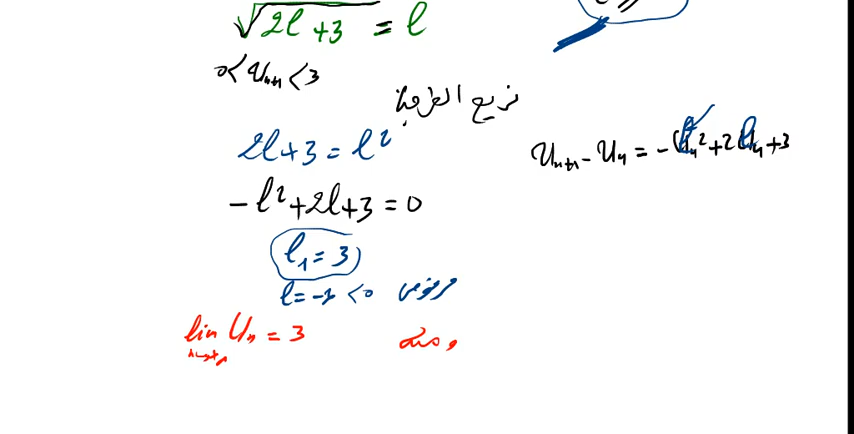 √(2l+3) = l
0 < U_{n+1} < 3
نربع الطرفين
2l+3 = l²
U_{n+1} - U_n = -U_n² + 2U_n + 3
-l² + 2l + 3 = 0
l₁ = 3
l = -1 < 0 مرفوض
lim U_n = 3 ومنه
n→+∞